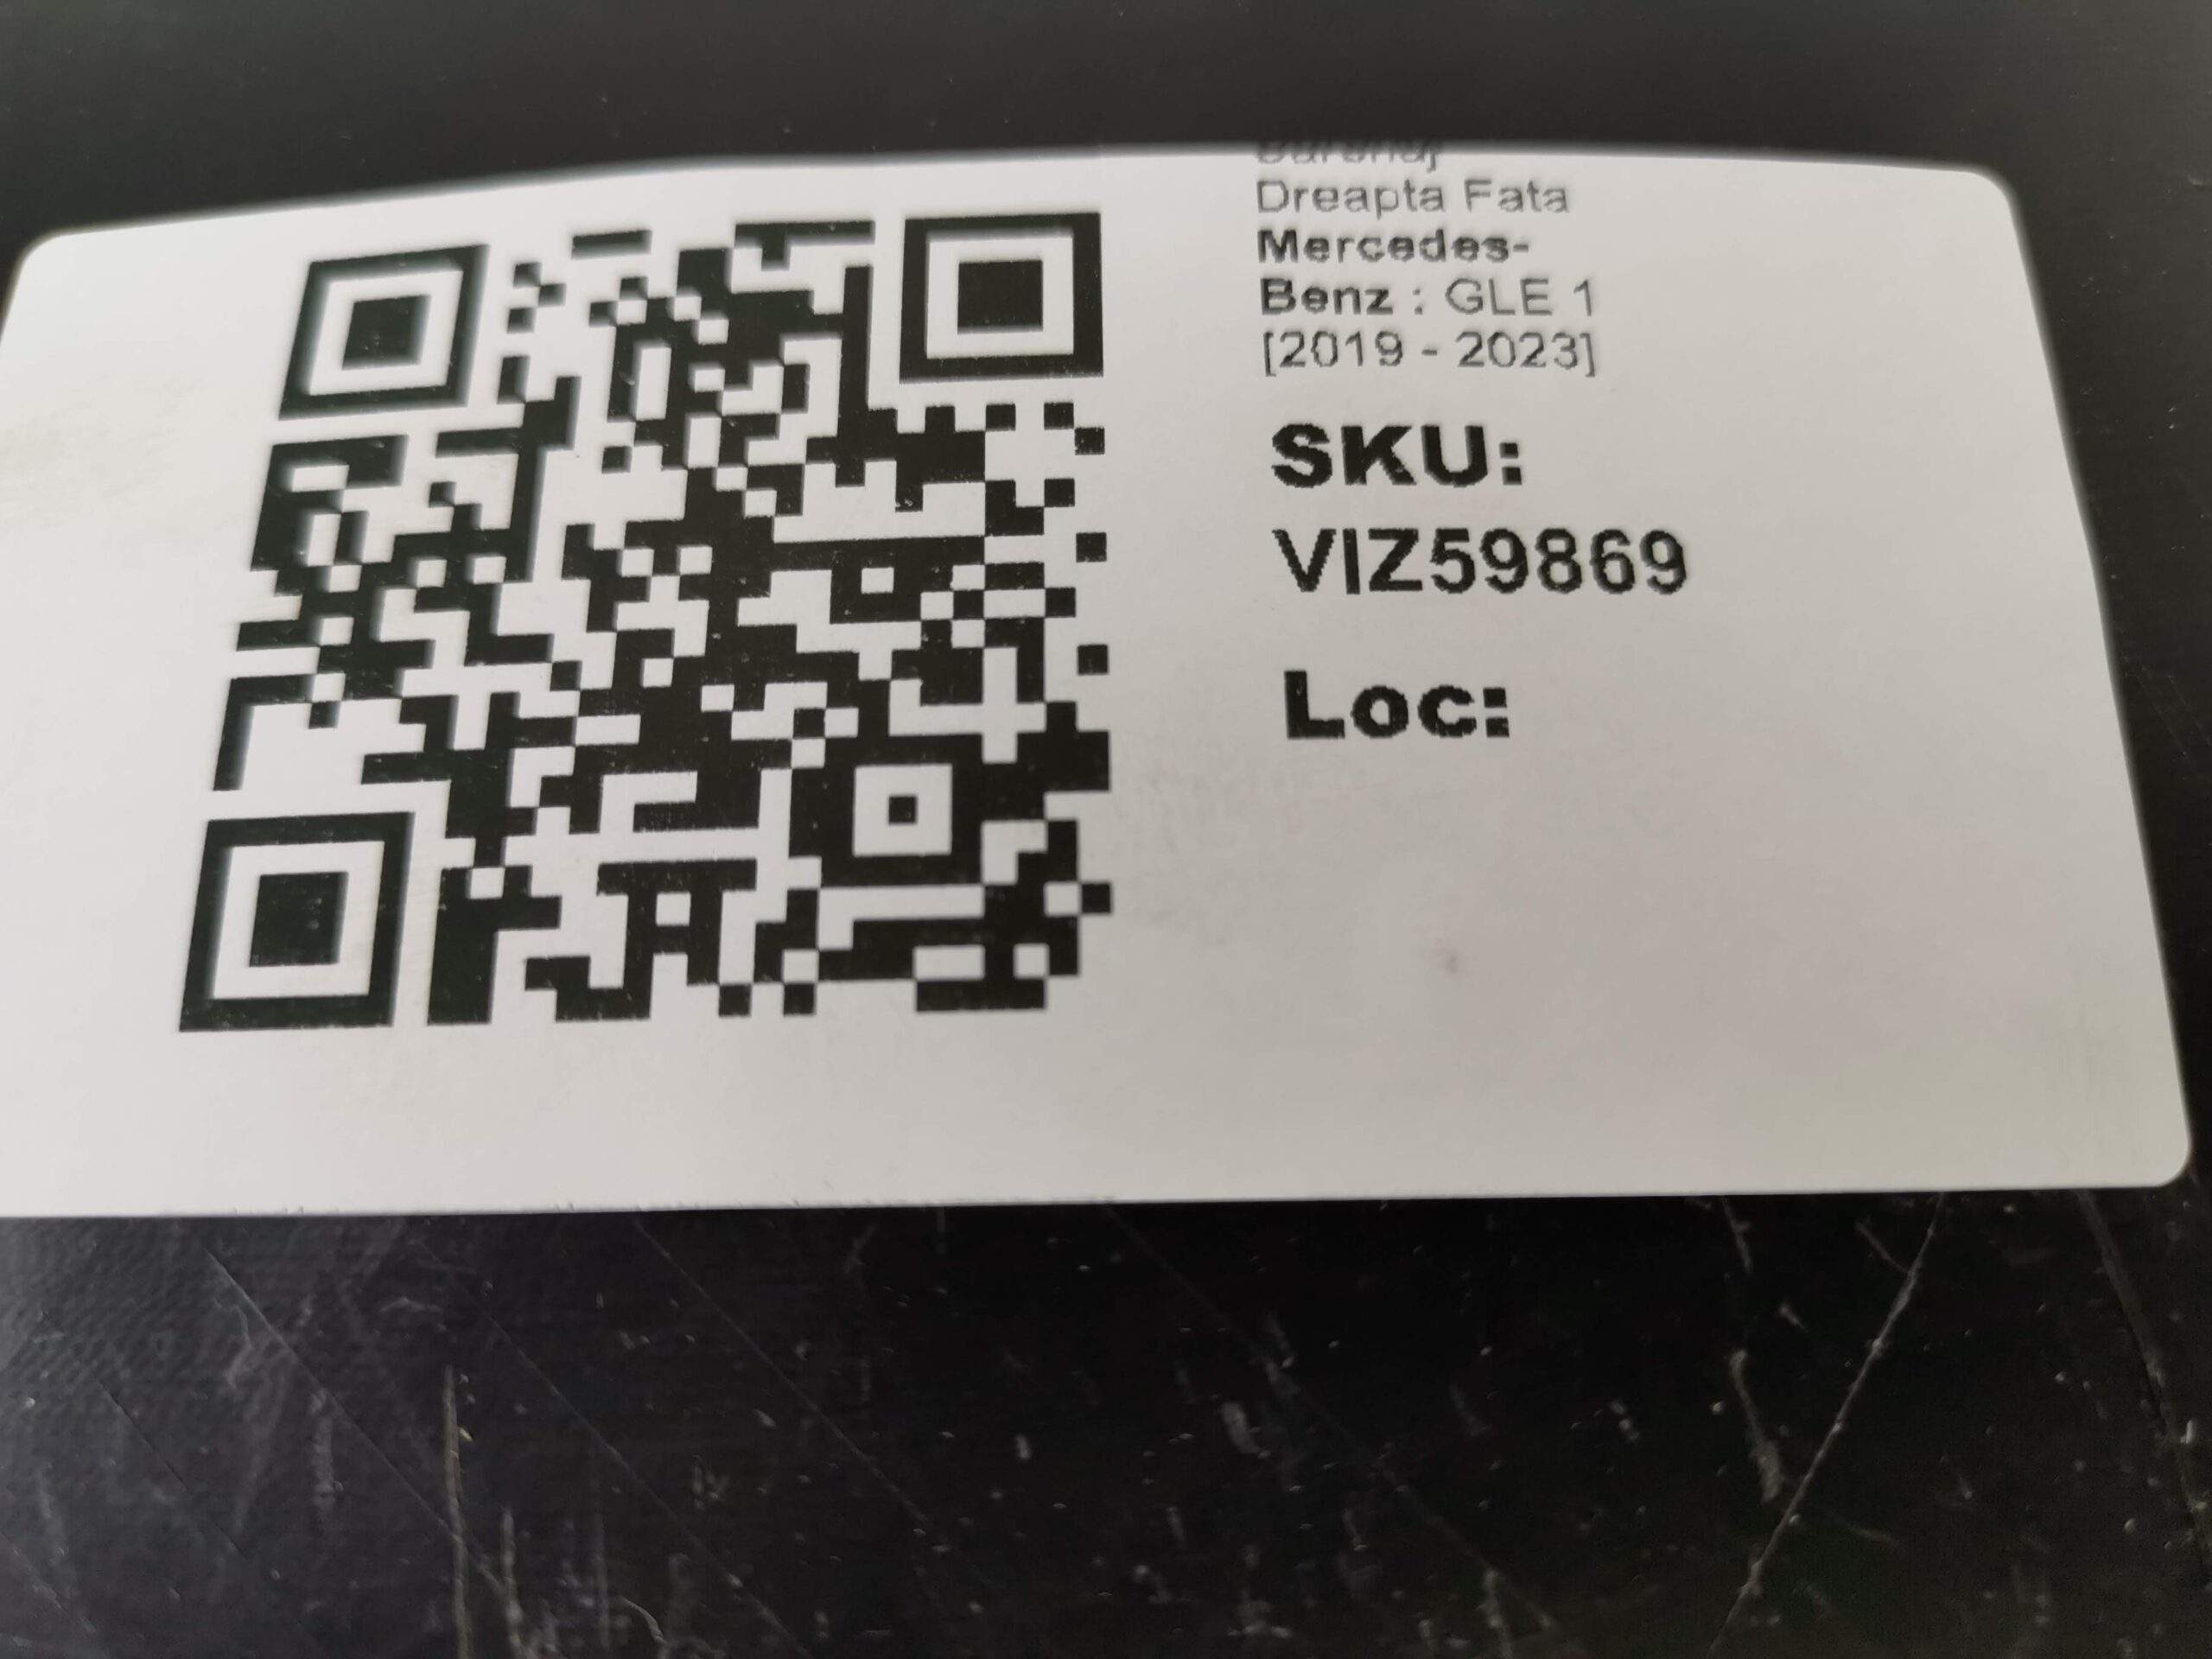 Dreapta Fata
Mercedes-
Benz : GLE 1
[2019 - 2023]
SKU:
VIZ59869
Loc: